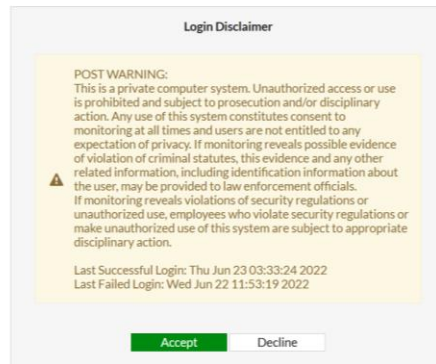 Login Disclaimer
POST WARNING:
This is a private computer system. Unauthorized access or use
is prohibited and subject to prosecution and/or disciplinary
action. Any use of this system constitutes consent to
monitoring at all times and users are not entitled to any
expectation of privacy. If monitoring reveals possible evidence
of violation of criminal statutes, this evidence and any other
related information, including identification information about
the user, may be provided to law enforcement officials.
If monitoring reveals violations of security regulations or
unauthorized use, employees who violate security regulations or
make unauthorized use of this system are subject to appropriate
disciplinary action.
Last Successful Login: Thu Jun 23 03:33:24 2022
Last Failed Login: Wed Jun 22 11:53:19 2022
Accept Decline